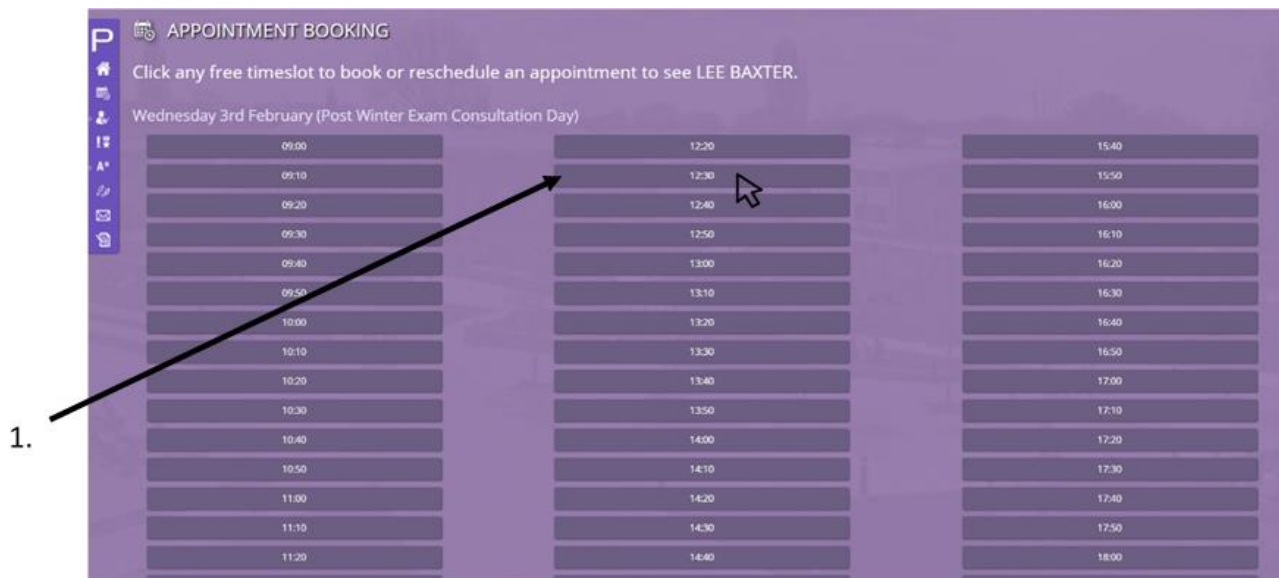 P
APPOINTMENT BOOKING
Click any free timeslot to book or reschedule an appointment to see LEE BAXTER.
Wednesday 3rd February (Post Winter Exam Consultation Day)
09:00 12:20 15:40
09:10 12:30 15:50
09:20 12:40 16:00
09:30 12:50 16:10
09:40 13:00 16:20
09:50 13:10 16:30
10:00 13:20 16:40
10:10 13:30 16:50
10:20 13:40 17:00
10:30 13:50 17:10
1.
10:40 14:00 17:20
10:50 14:10 17:30
11:00 14:20 17:40
11:10 14:30 17:50
11:20 14:40 18:00